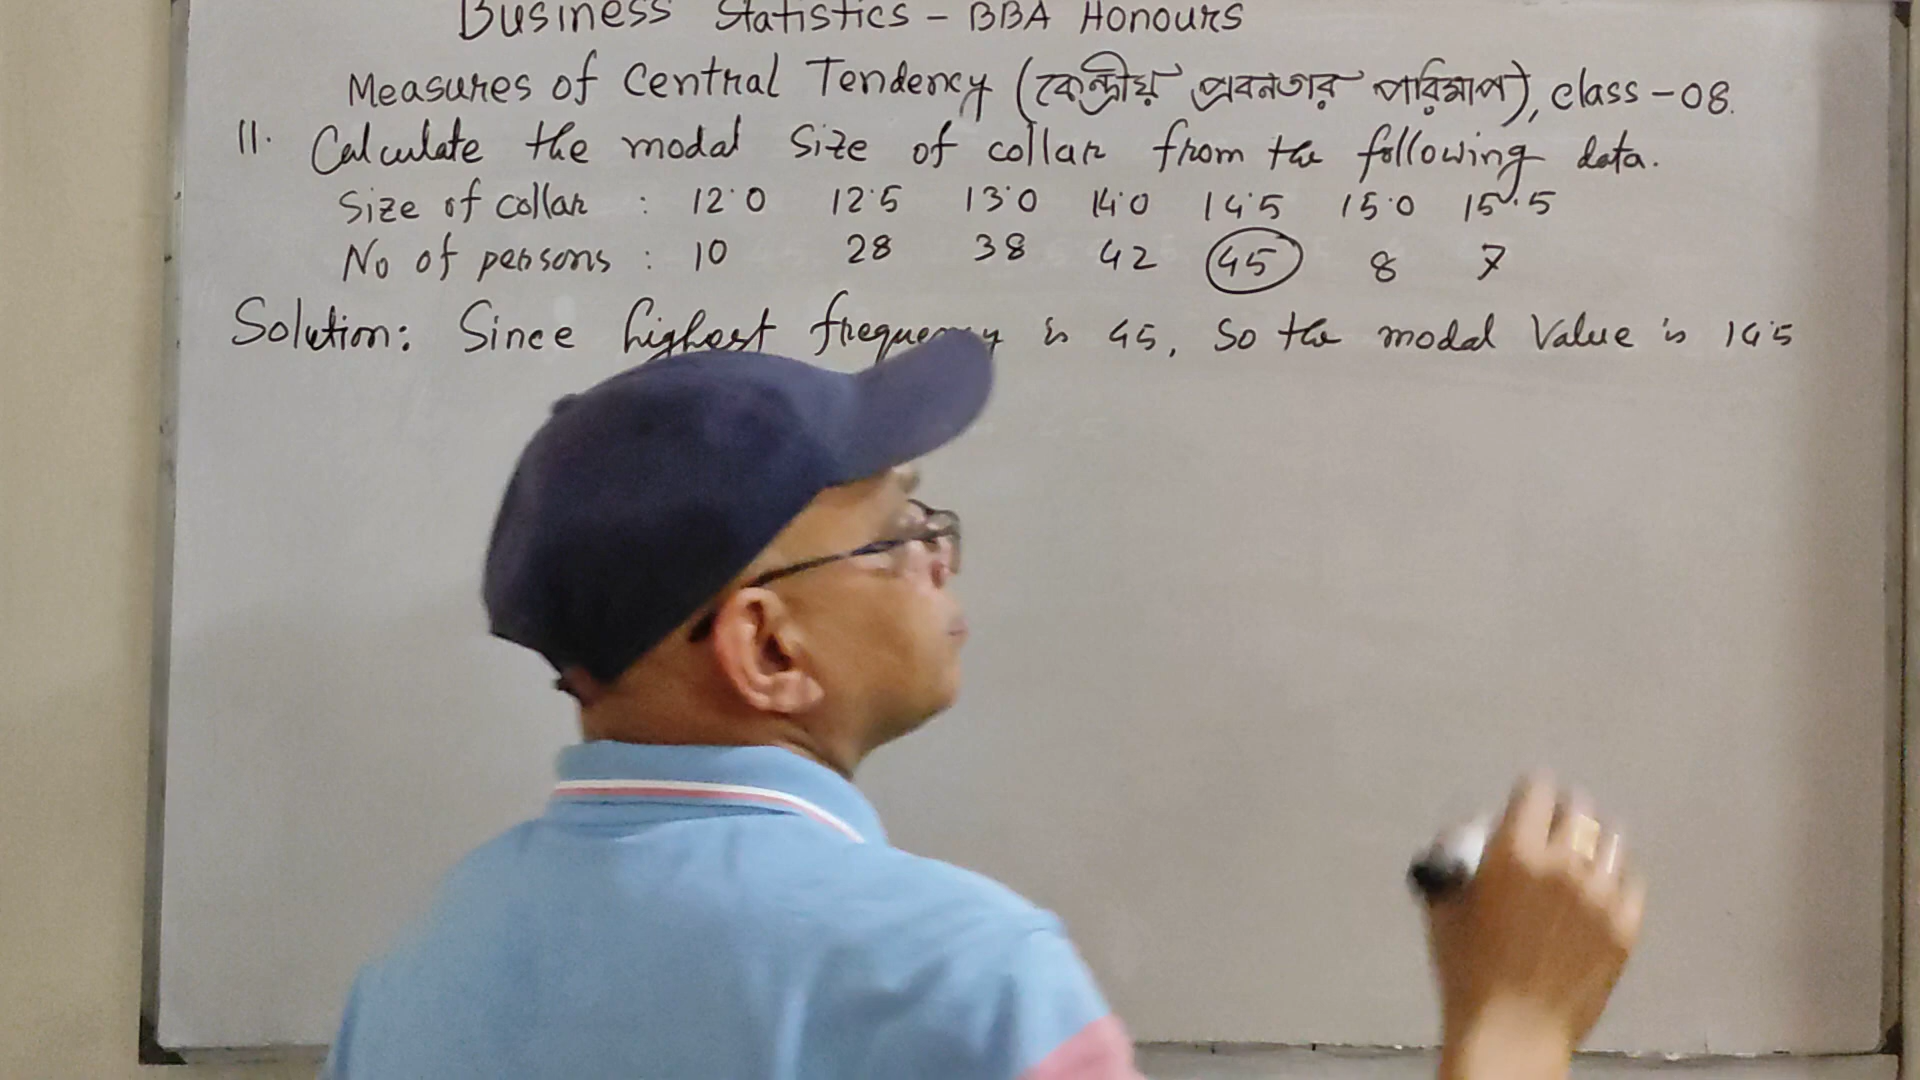 Business Statistics - BBA Honours
Measures of Central Tendency (কেন্দ্রীয় প্রবনতার পরিমাপ), class-08.
11. Calculate the modal size of collar from the following data.
Size of collar : 12.0 12.5 13.0 14.0 14.5 15.0 15.5
No of persons : 10 28 38 42 45 8 7
Solution: Since highest frequency is 45, So the modal Value is 14.5